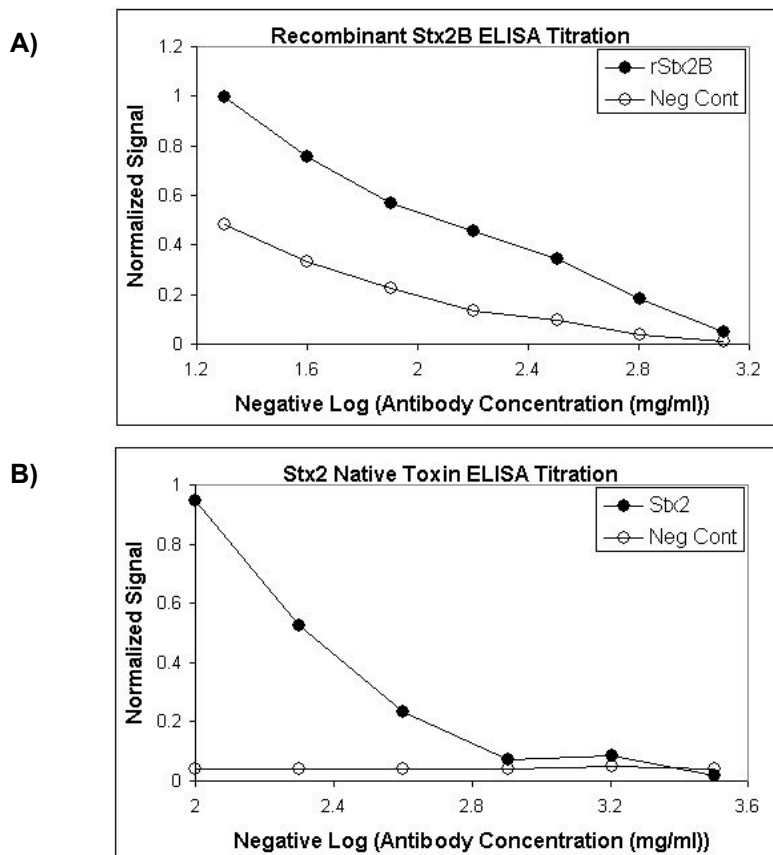 A)
Recombinant Stx2B ELISA Titration
rStx2B
Neg Cont
Normalized Signal
1
0.8
0.6
0.4
0.2
0
1.2 1.6 2 2.4 2.8 3.2
Negative Log (Antibody Concentration (mg/ml))
B)
Stx2 Native Toxin ELISA Titration
Stx2
Neg Cont
Normalized Signal
1
0.8
0.6
0.4
0.2
0
2 2.4 2.8 3.2 3.6
Negative Log (Antibody Concentration (mg/ml))